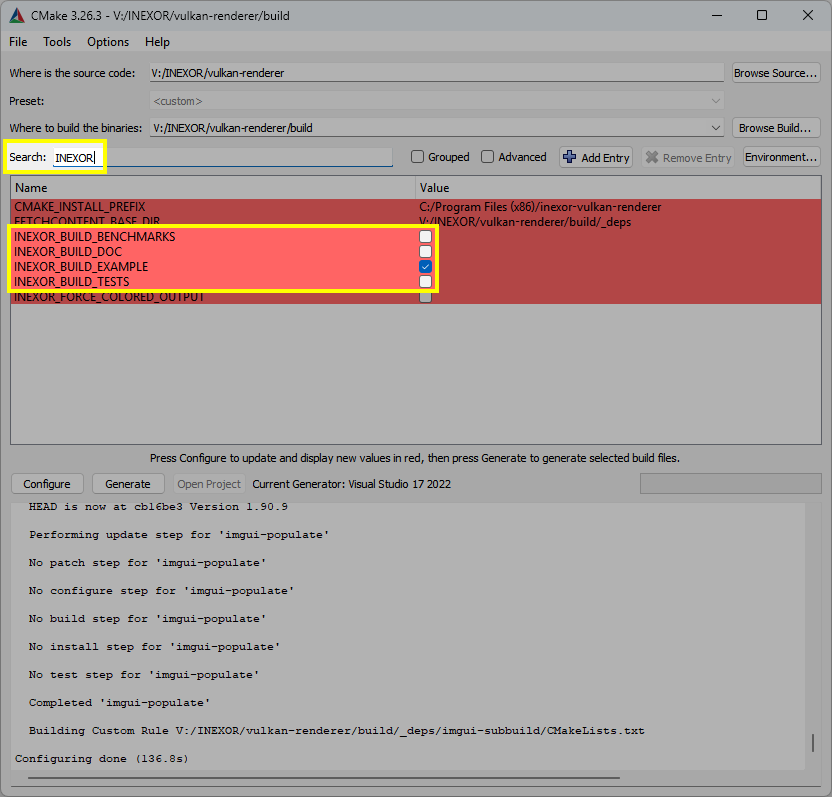 CMake 3.26.3 - V:/INEXOR/vulkan-renderer/build
File Tools Options Help
Where is the source code: V:/INEXOR/vulkan-renderer Browse Source...
Preset: <custom>
Where to build the binaries: V:/INEXOR/vulkan-renderer/build Browse Build...
Search: INEXOR Grouped Advanced Add Entry Remove Entry Environment...
Name Value
CMAKE_INSTALL_PREFIX C:/Program Files (x86)/inexor-vulkan-renderer
FETCHCONTENT_BASE_DIR V:/INEXOR/vulkan-renderer/build/_deps
INEXOR_BUILD_BENCHMARKS
INEXOR_BUILD_DOC
INEXOR_BUILD_EXAMPLE
INEXOR_BUILD_TESTS
INEXOR_FORCE_COLORED_OUTPUT
Press Configure to update and display new values in red, then press Generate to generate selected build files.
Configure Generate Open Project Current Generator: Visual Studio 17 2022
HEAD is now at cb16be3 Version 1.90.9
Performing update step for 'imgui-populate'
No patch step for 'imgui-populate'
No configure step for 'imgui-populate'
No build step for 'imgui-populate'
No install step for 'imgui-populate'
No test step for 'imgui-populate'
Completed 'imgui-populate'
Building Custom Rule V:/INEXOR/vulkan-renderer/build/_deps/imgui-subbuild/CMakeLists.txt
Configuring done (136.8s)